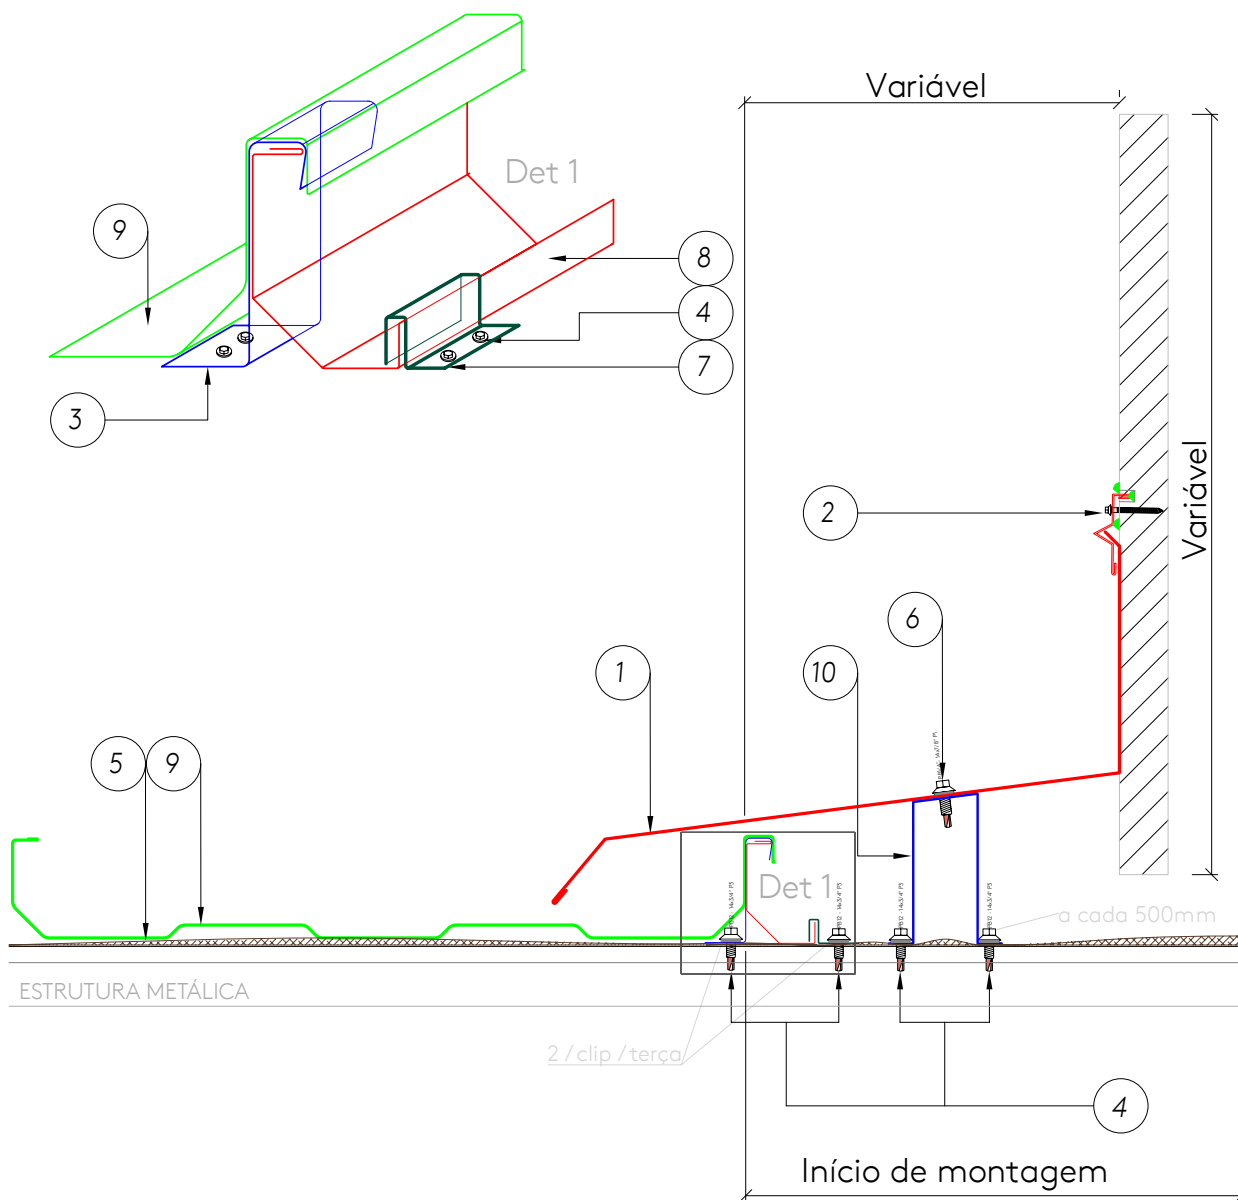 Variável
Det 1
9
8
4
7
3
Variável
2
6
1
10
5
9
Det 1
a cada 500mm
ESTRUTURA METÁLICA
2 / clip / terça
4
Início de montagem